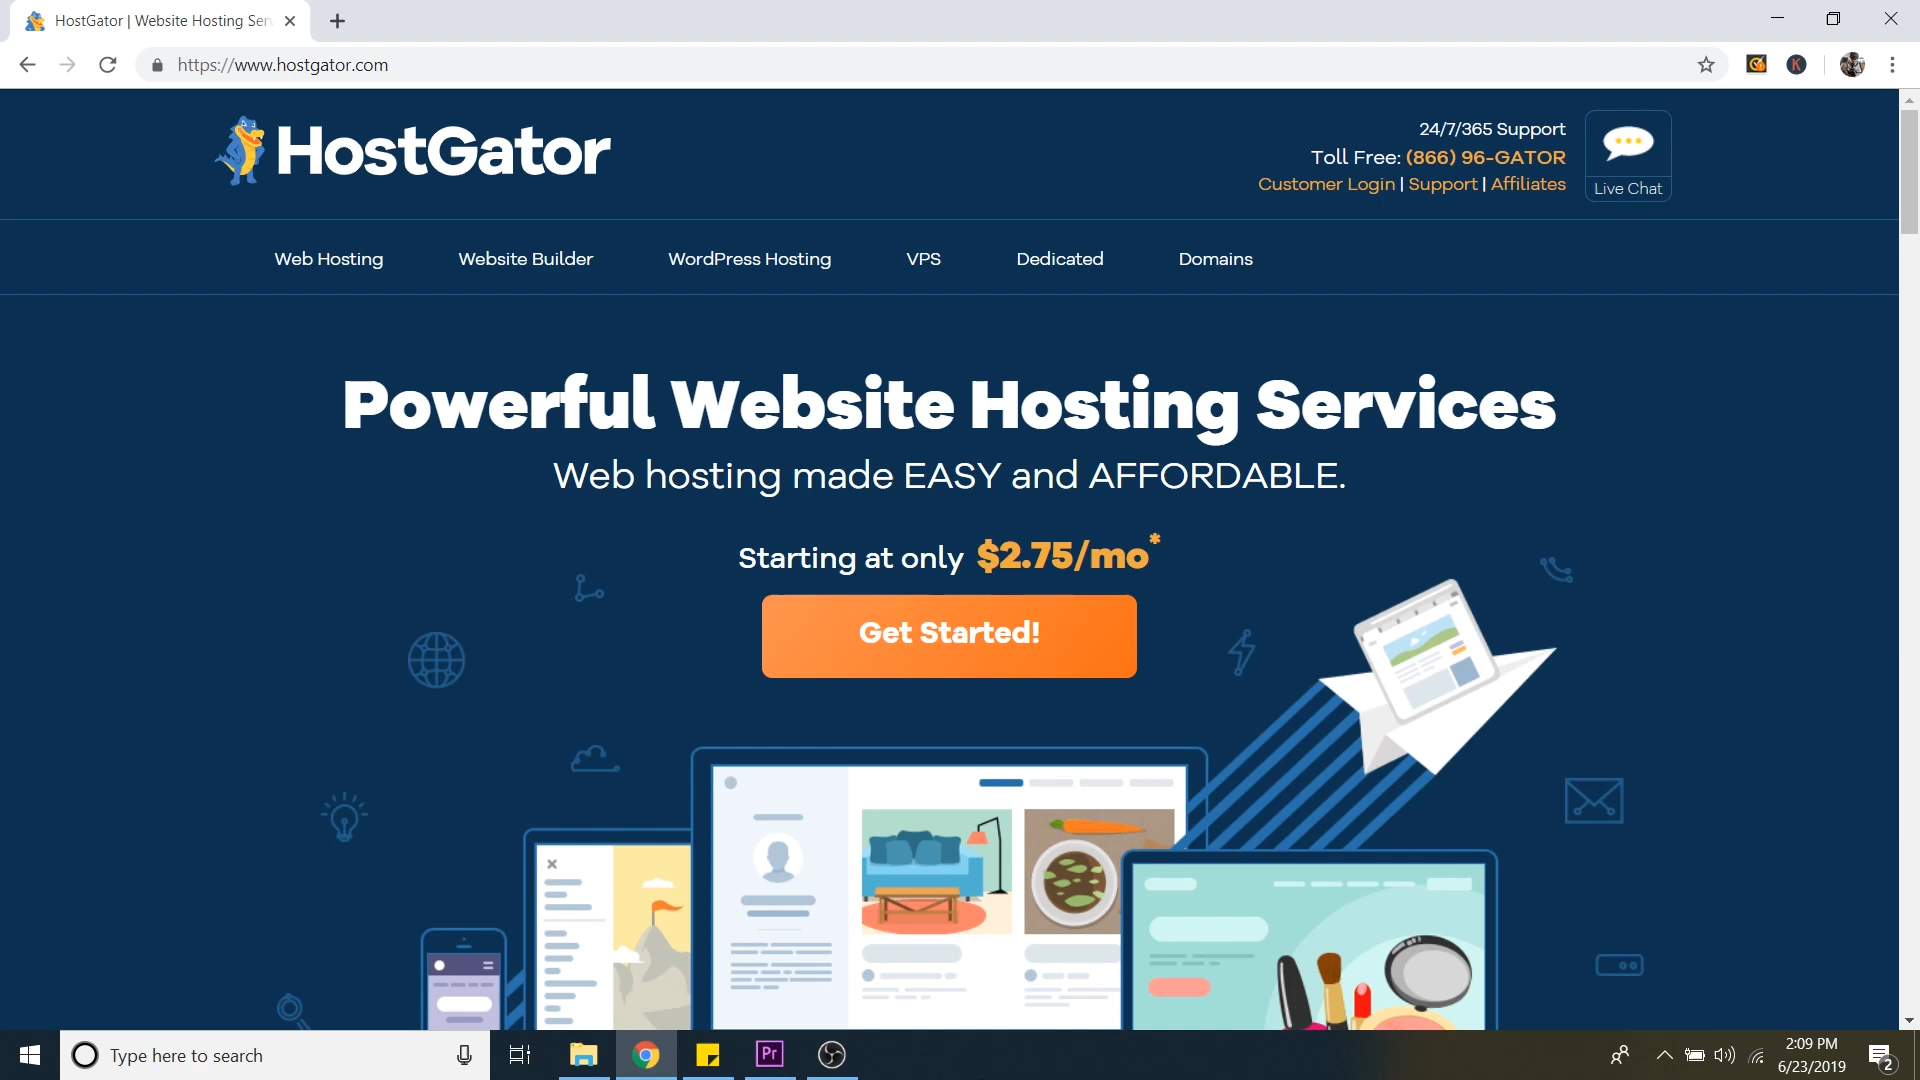 HostGator | Website Hosting Serv
https://www.hostgator.com
HostGator
24/7/365 Support
Toll Free: (866) 96-GATOR
Customer Login | Support | Affiliates
Live Chat
Web Hosting
Website Builder
WordPress Hosting
VPS
Dedicated
Domains
Powerful Website Hosting Services
Web hosting made EASY and AFFORDABLE.
Starting at only $2.75/mo*
Get Started!
Type here to search
Pr
2:09 PM
6/23/2019
2